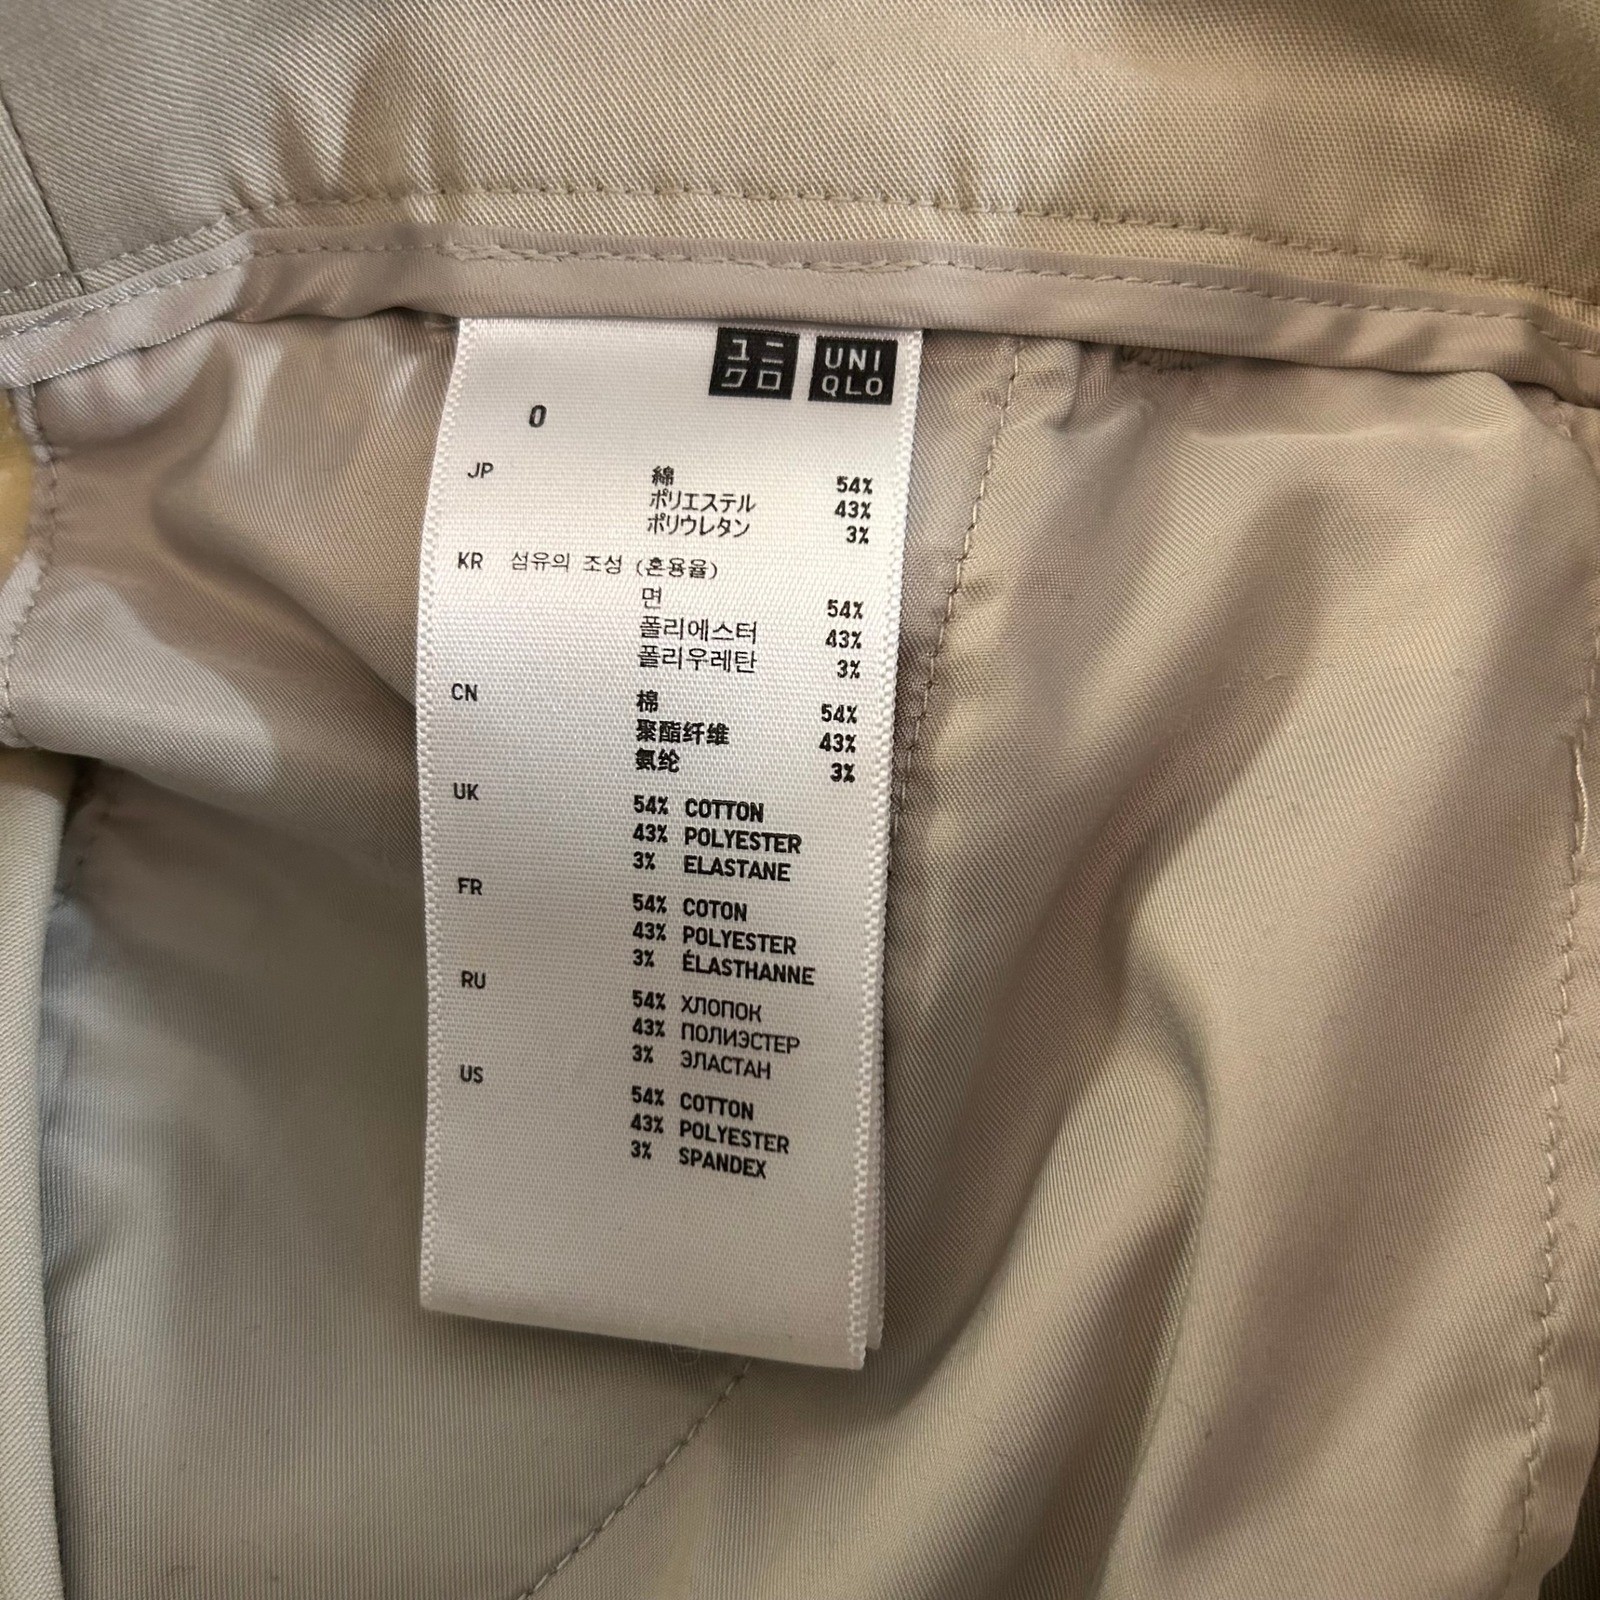 ユニ
クロ
UNI
QLO
0
JP
綿 54%
ポリエステル 43%
ポリウレタン 3%
KR 섬유의 조성 (혼용율)
면 54%
폴리에스터 43%
폴리우레탄 3%
CN
棉 54%
聚酯纤维 43%
氨纶 3%
UK
54% COTTON
43% POLYESTER
3% ELASTANE
FR
54% COTON
43% POLYESTER
3% ÉLASTHANNE
RU
54% ХЛОПОК
43% ПОЛИЭСТЕР
3% ЭЛАСТАН
US
54% COTTON
43% POLYESTER
3% SPANDEX